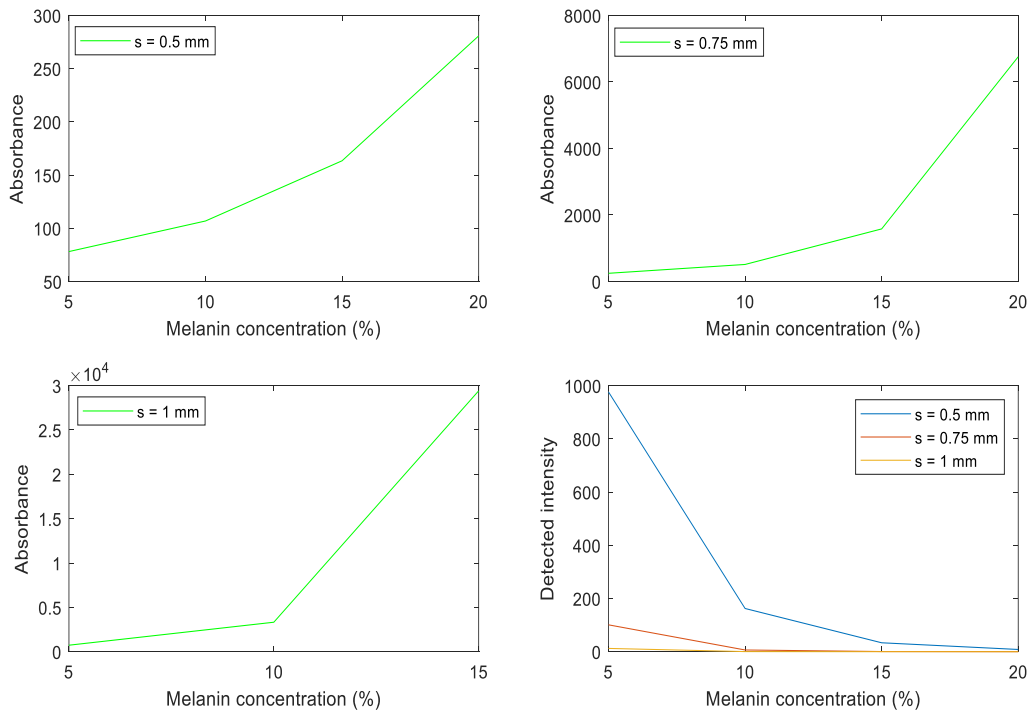 300
250
200
150
100
50
5
10
15
20
Absorbance
Melanin concentration (%)
s = 0.5 mm
8000
6000
4000
2000
0
5
10
15
20
Absorbance
Melanin concentration (%)
s = 0.75 mm
×10⁴
3
2.5
2
1.5
1
0.5
0
5
10
15
Absorbance
Melanin concentration (%)
s = 1 mm
1000
800
600
400
200
0
5
10
15
20
Detected intensity
Melanin concentration (%)
s = 0.5 mm
s = 0.75 mm
s = 1 mm